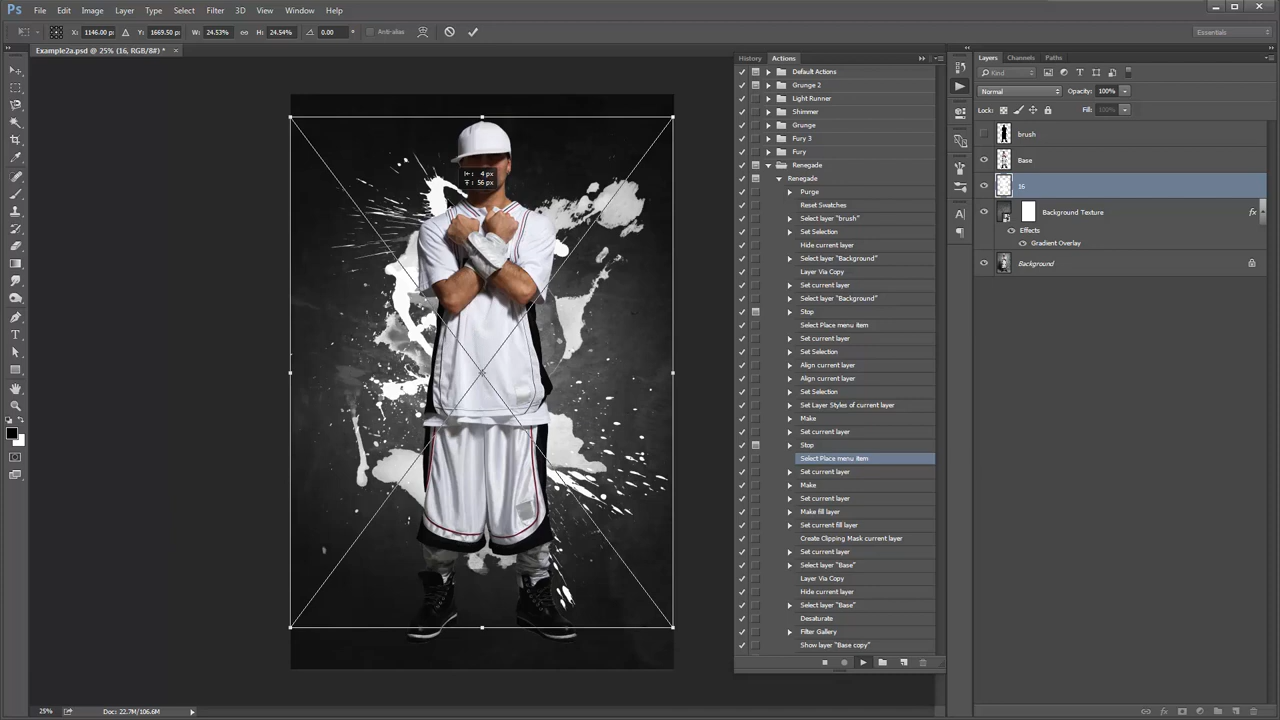 Ps File Edit Image Layer Type Select Filter 3D View Window Help
X: 1146.00 px Y: 1669.50 px W: 24.53% H: 24.54% 0.00 ° Anti-alias Essentials
Example2a.psd @ 25% (16, RGB/8#) * ×
History Actions
Default Actions
Grunge 2
Light Runner
Shimmer
Grunge
Fury 3
Fury
Renegade
Renegade
Purge
Reset Swatches
Select layer "brush"
Set Selection
Hide current layer
Select layer "Background"
Layer Via Copy
Set current layer
Select layer "Background"
Stop
Select Place menu item
Set current layer
Set Selection
Align current layer
Align current layer
Set Selection
Set Layer Styles of current layer
Make
Set current layer
Stop
Select Place menu item
Set current layer
Make
Set current layer
Make fill layer
Set current fill layer
Create Clipping Mask current layer
Set current layer
Select layer "Base"
Layer Via Copy
Hide current layer
Select layer "Base"
Desaturate
Filter Gallery
Show layer "Base copy"
Layers Channels Paths
Kind
Normal Opacity: 100%
Lock: Fill: 100%
brush
Base
16
Background Texture fx
Effects
Gradient Overlay
Background
H: 4 px
56 px
25% Doc: 22.7M/106.6M